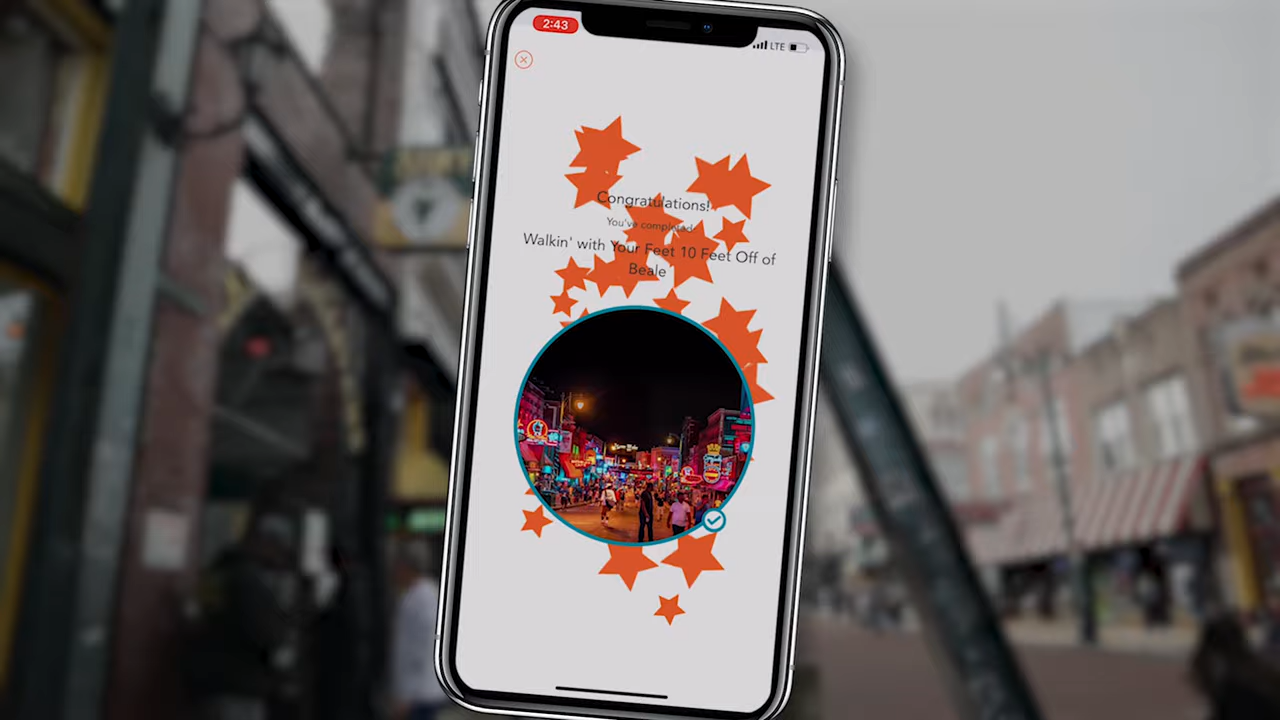 2:43
LTE
Congratulations!
You've completed
Walkin' with Your Feet 10 Feet Off of
Beale